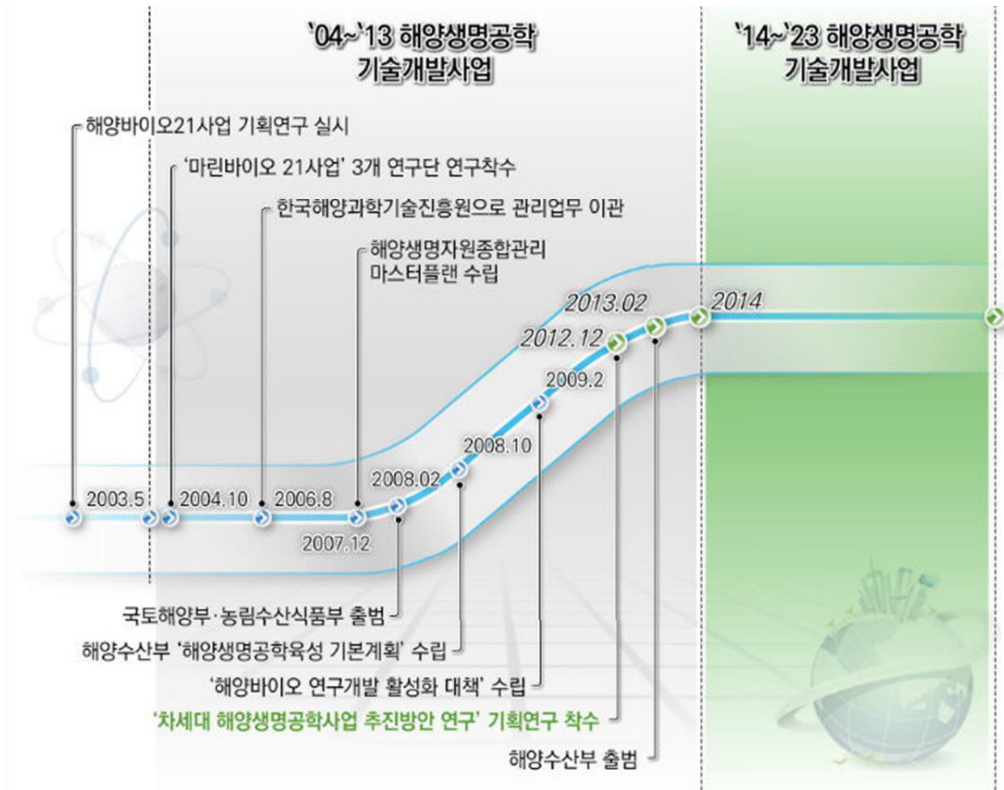 ‘04~‘13 해양생명공학
기술개발사업
‘14~‘23 해양생명공학
기술개발사업
해양바이오21사업 기획연구 실시
‘마린바이오 21사업’ 3개 연구단 연구착수
한국해양과학기술진흥원으로 관리업무 이관
해양생명자원종합관리
마스터플랜 수립
2013.02
2014
2012.12
2009.2
2008.10
2008.02
2003.5
2004.10
2006.8
2007.12
국토해양부·농림수산식품부 출범
해양수산부 ‘해양생명공학육성 기본계획’ 수립
‘해양바이오 연구개발 활성화 대책’ 수립
‘차세대 해양생명공학사업 추진방안 연구’ 기획연구 착수
해양수산부 출범